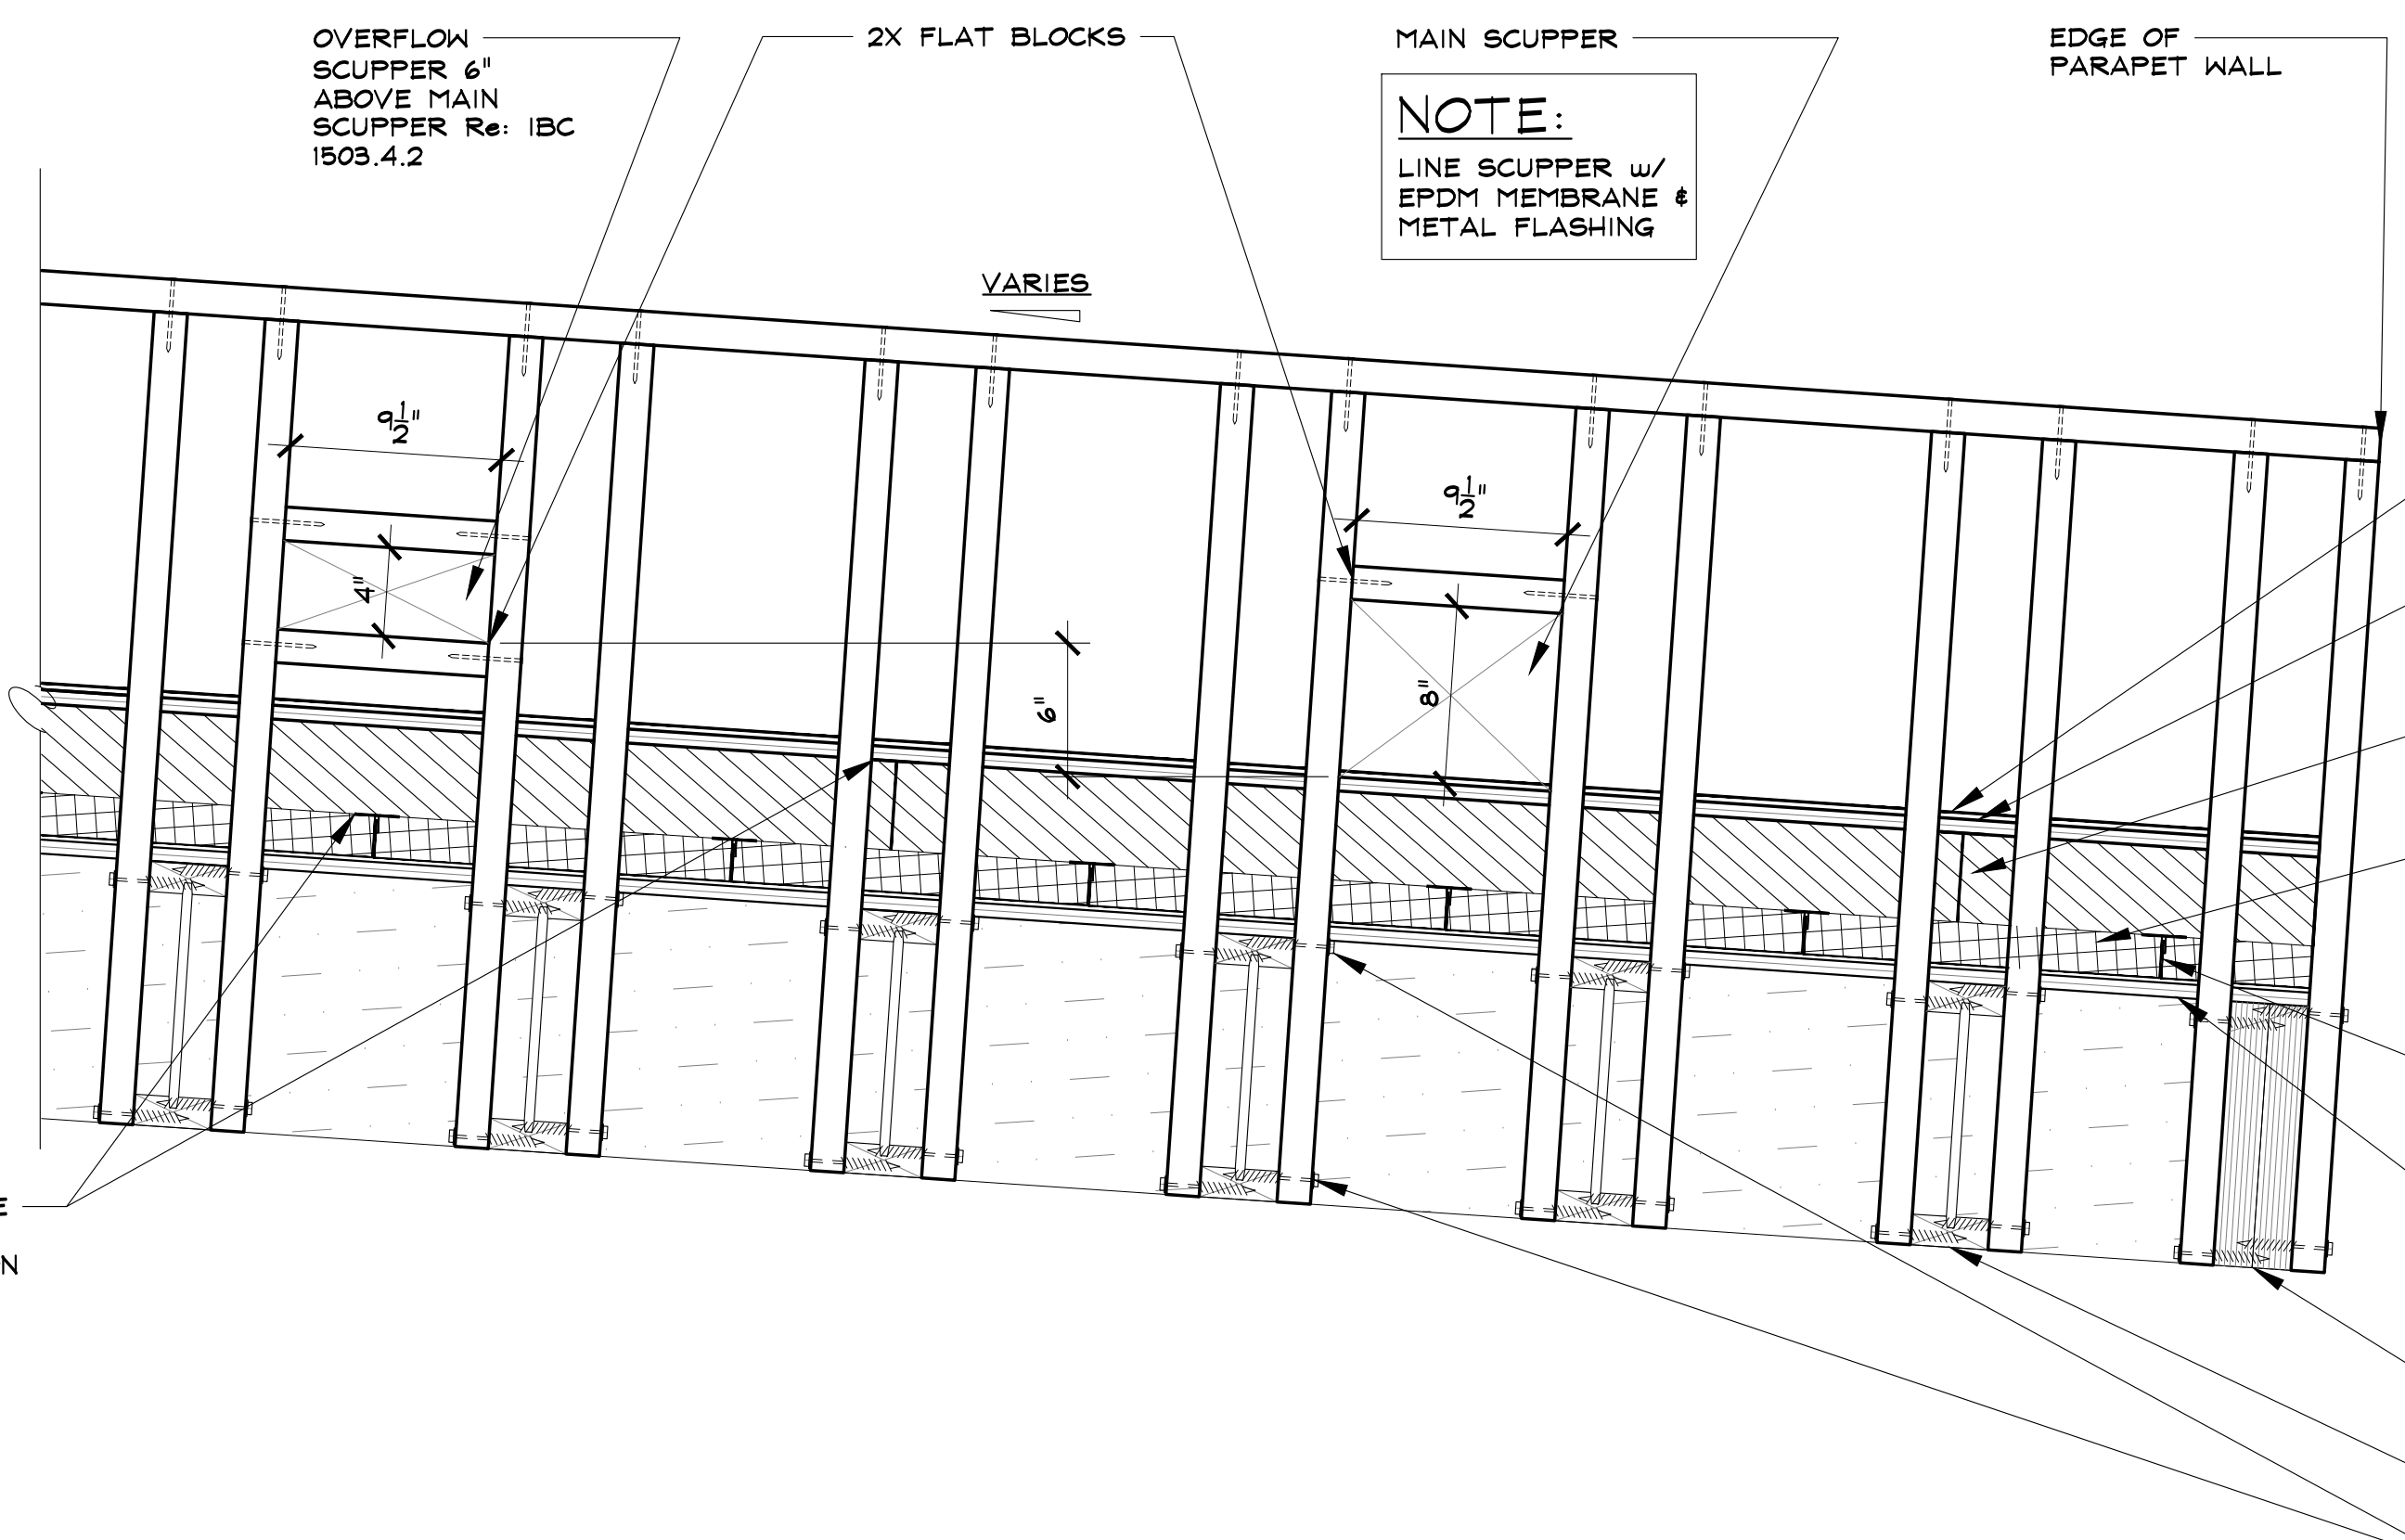 OVERFLOW
SCUPPER 6"
ABOVE MAIN
SCUPPER Re: IBC
1503.4.2
2X FLAT BLOCKS
MAIN SCUPPER
NOTE:
LINE SCUPPER w/
EPDM MEMBRANE &
METAL FLASHING
EDGE OF
PARAPET WALL
VARIES
9 1/2"
9 1/2"
4"
8"
6"
E
N